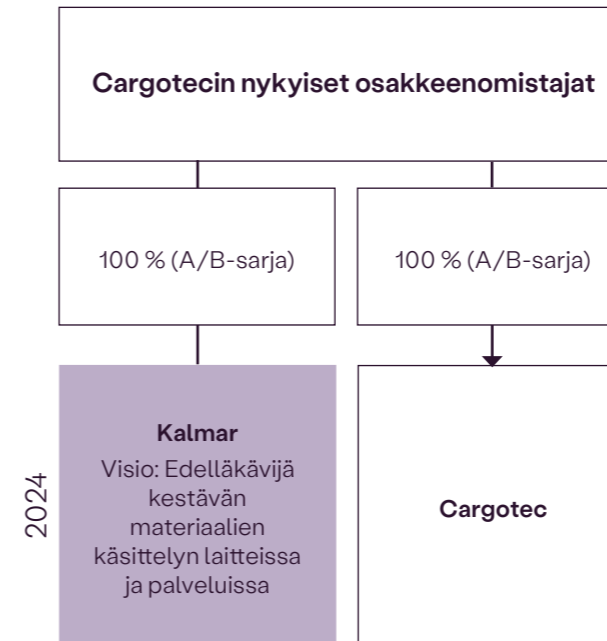 Cargotecin nykyiset osakkeenomistajat
100 % (A/B-sarja)
100 % (A/B-sarja)
2024
Kalmar
Visio: Edelläkävijä
kestävän
materiaalien
käsittelyn laitteissa
ja palveluissa
Cargotec